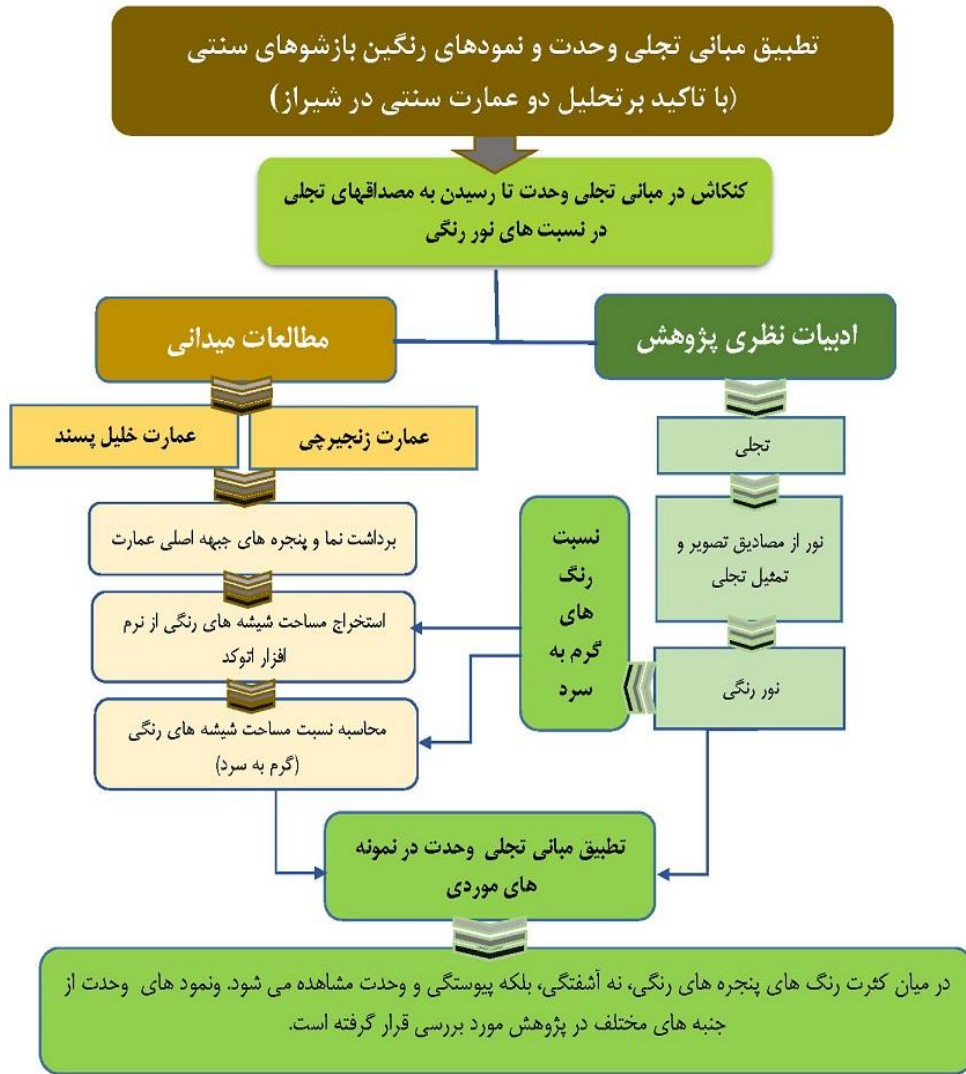 تطبیق مبانی تجلی وحدت و نمودهای رنگین بازشوهای سنتی
(با تاکید برتحلیل دو عمارت سنتی در شیراز)
کنکاش در مبانی تجلی وحدت تا رسیدن به مصداقهای تجلی
در نسبت های نور رنگی
ادبیات نظری پژوهش
تجلی
نور از مصادیق تصویر و
تمثیل تجلی
نور رنگی
نسبت
رنگ
های
گرم به
سرد
مطالعات میدانی
عمارت زنجیرچی
عمارت خلیل پسند
برداشت نما و پنجره های جبهه اصلی عمارت
استخراج مساحت شیشه های رنگی از نرم
افزار اتوکد
محاسبه نسبت مساحت شیشه های رنگی
(گرم به سرد)
تطبیق مبانی تجلی وحدت در نمونه
های موردی
در میان کثرت رنگ های پنجره های رنگی، نه آشفتگی، بلکه پیوستگی و وحدت مشاهده می شود. ونمود های وحدت از
جنبه های مختلف در پژوهش مورد بررسی قرار گرفته است.